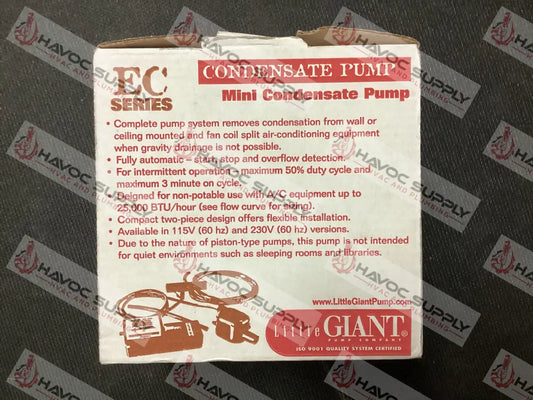 EC
SERIES
CONDENSATE PUMP
Mini Condensate Pump
• Complete pump system removes condensation from wall or
ceiling mounted and fan coil split air-conditioning equipment
when gravity drainage is not possible.
• Fully automatic – start, stop and overflow detection.
• For intermittent operation – maximum 50% duty cycle and
maximum 3 minute on cycle.
• Deigned for non-potable use with A/C equipment up to
25,000 BTU/hour (see flow curve for sizing).
• Compact two-piece design offers flexible installation.
• Available in 115V (60 hz) and 230V (60 hz) versions.
• Due to the nature of piston-type pumps, this pump is not intended
for quiet environments such as sleeping rooms and libraries.
www.LittleGiantPump.com
Little GIANT®
PUMP COMPANY
ISO 9001 QUALITY SYSTEM CERTIFIED
HAVOC SUPPLY
HVAC AND PLUMBING